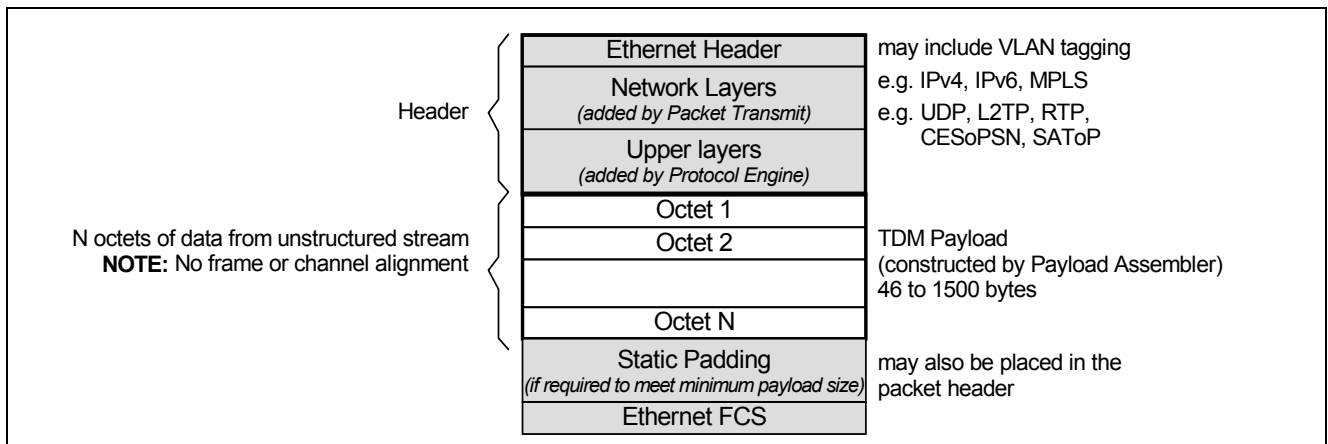 Ethernet Header
may include VLAN tagging
Network Layers
(added by Packet Transmit)
e.g. IPv4, IPv6, MPLS
Header
e.g. UDP, L2TP, RTP,
CESoPSN, SAToP
Upper layers
(added by Protocol Engine)
Octet 1
N octets of data from unstructured stream
NOTE: No frame or channel alignment
Octet 2
TDM Payload
(constructed by Payload Assembler)
46 to 1500 bytes
Octet N
Static Padding
(if required to meet minimum payload size)
may also be placed in the
packet header
Ethernet FCS